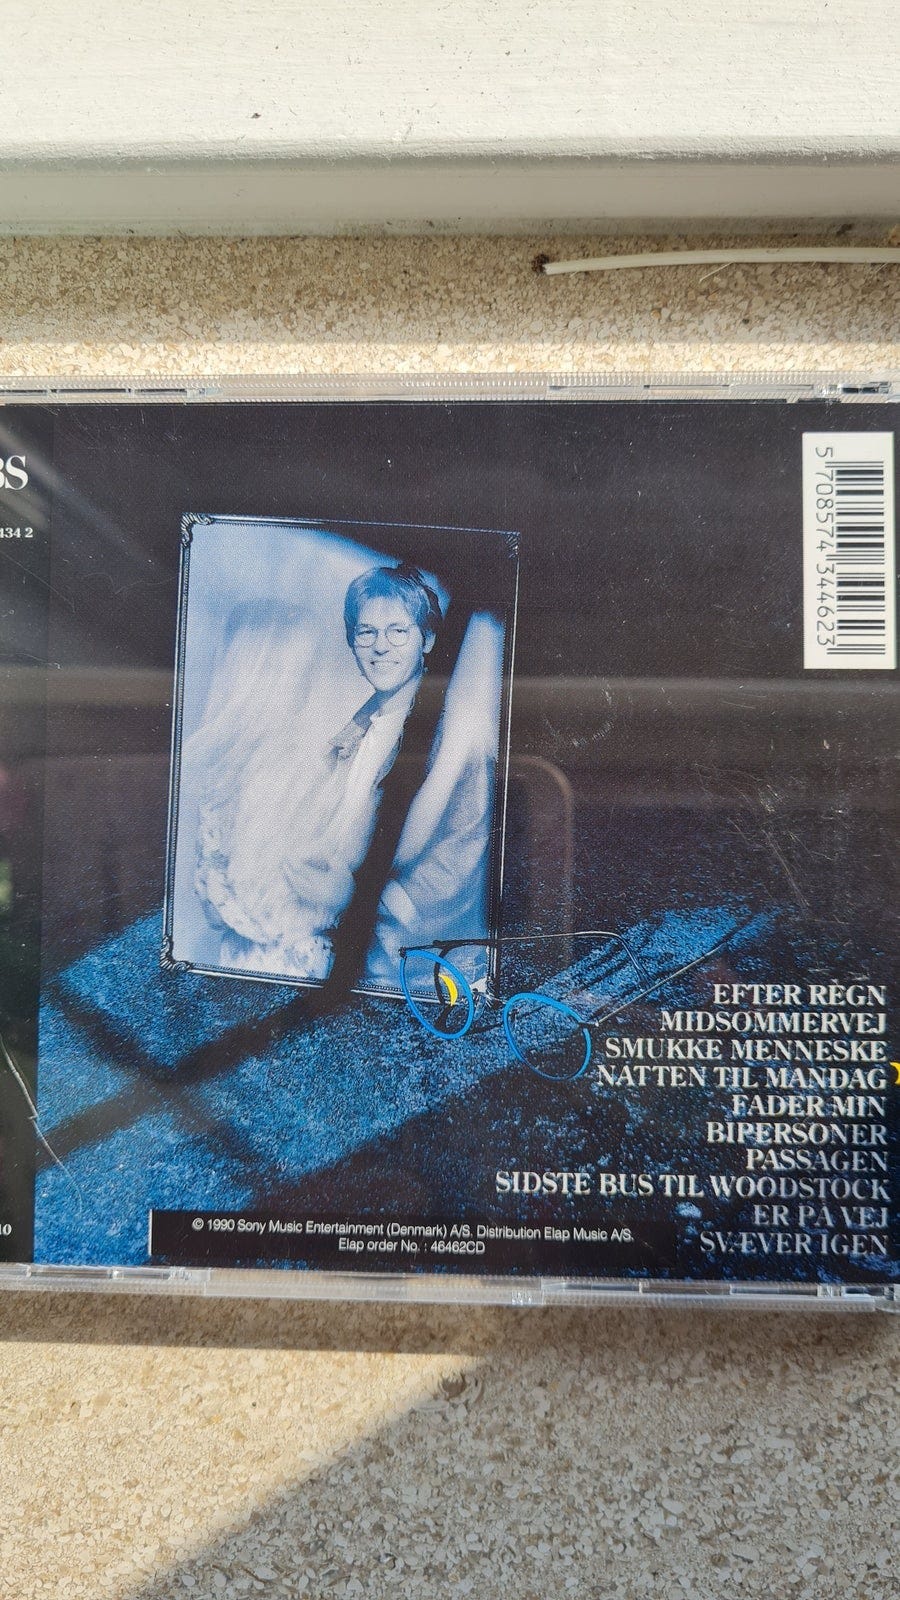 BS
434 2
5 708574 344623
EFTER REGN
MIDSOMMERVEJ
SMUKKE MENNESKE
NATTEN TIL MANDAG
FADER MIN
BIPERSONER
PASSAGEN
SIDSTE BUS TIL WOODSTOCK
ER PÅ VEJ
SVÆVER IGEN
10
© 1990 Sony Music Entertainment (Denmark) A/S. Distribution Elap Music A/S.
Elap order No. : 46462CD